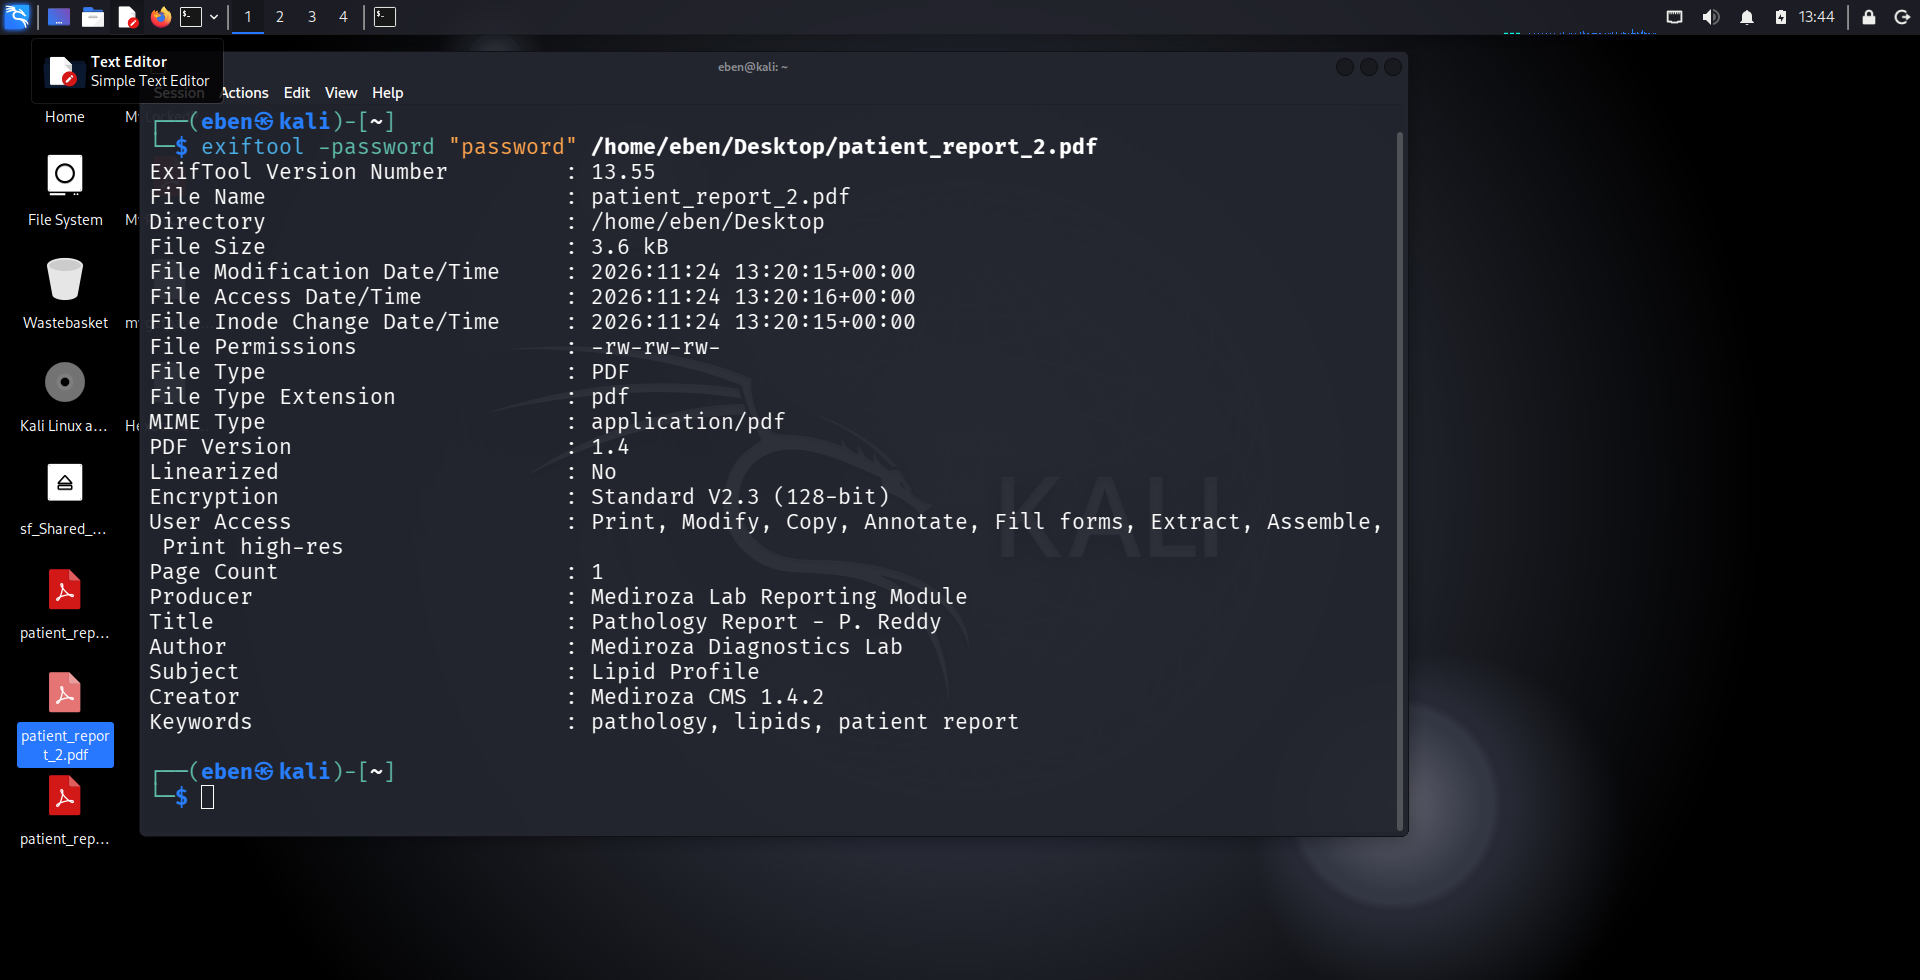 1 2 3 4
13:44
Text Editor
Simple Text Editor
eben@kali: ~
Session Actions Edit View Help
Home
File System
Wastebasket
Kali Linux a...
sf_Shared_...
patient_rep...
patient_repor
t_2.pdf
patient_rep...
┌──(eben㉿kali)-[~]
└─$ exiftool -password "password" /home/eben/Desktop/patient_report_2.pdf
ExifTool Version Number : 13.55
File Name : patient_report_2.pdf
Directory : /home/eben/Desktop
File Size : 3.6 kB
File Modification Date/Time : 2026:11:24 13:20:15+00:00
File Access Date/Time : 2026:11:24 13:20:16+00:00
File Inode Change Date/Time : 2026:11:24 13:20:15+00:00
File Permissions : -rw-rw-rw-
File Type : PDF
File Type Extension : pdf
MIME Type : application/pdf
PDF Version : 1.4
Linearized : No
Encryption : Standard V2.3 (128-bit)
User Access : Print, Modify, Copy, Annotate, Fill forms, Extract, Assemble,
Print high-res
Page Count : 1
Producer : Mediroza Lab Reporting Module
Title : Pathology Report - P. Reddy
Author : Mediroza Diagnostics Lab
Subject : Lipid Profile
Creator : Mediroza CMS 1.4.2
Keywords : pathology, lipids, patient report
┌──(eben㉿kali)-[~]
└─$
KALI